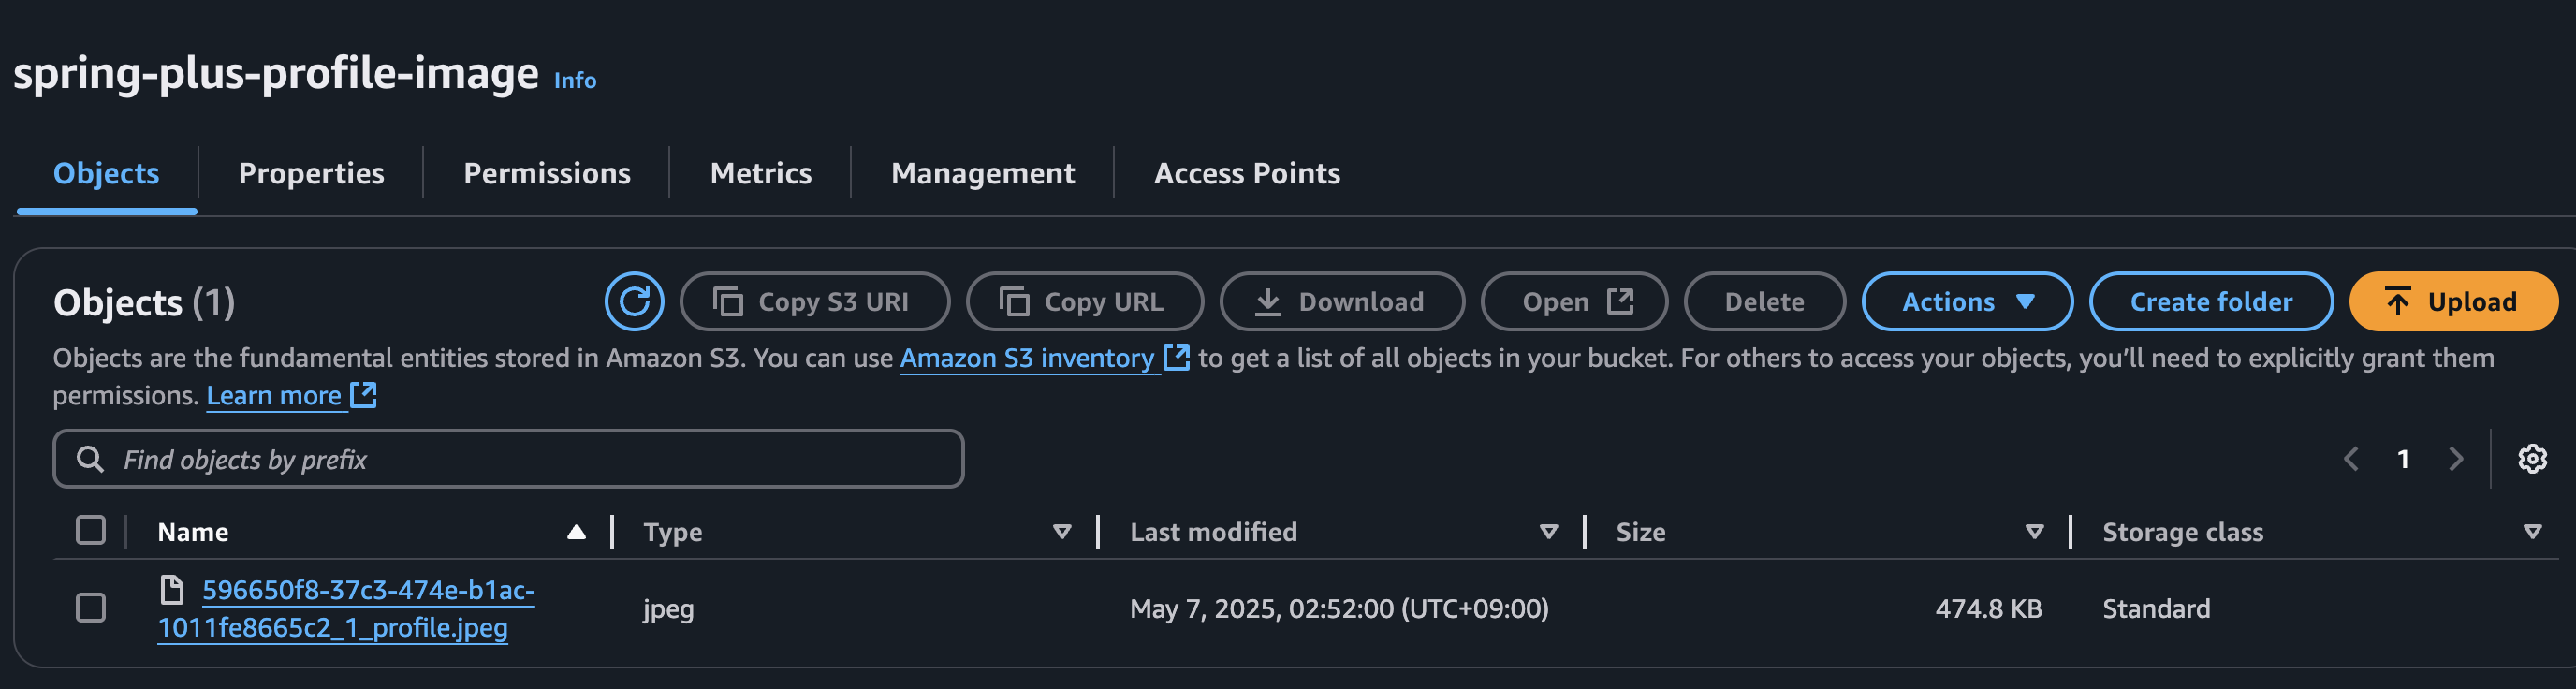 spring-plus-profile-image Info
Objects Properties Permissions Metrics Management Access Points
Objects (1) Copy S3 URI Copy URL Download Open Delete Actions Create folder Upload
Objects are the fundamental entities stored in Amazon S3. You can use Amazon S3 inventory to get a list of all objects in your bucket. For others to access your objects, you’ll need to explicitly grant them
permissions. Learn more
Find objects by prefix 1
Name Type Last modified Size Storage class
596650f8-37c3-474e-b1ac-
1011fe8665c2_1_profile.jpeg jpeg May 7, 2025, 02:52:00 (UTC+09:00) 474.8 KB Standard